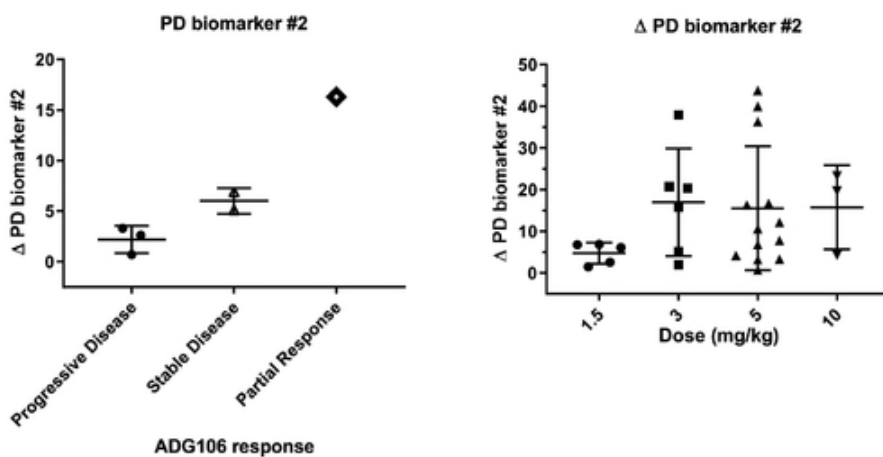 PD biomarker #2
Δ PD biomarker #2
20
15
10
5
0
Progressive Disease
Stable Disease
Partial Response
ADG106 response
Δ PD biomarker #2
Δ PD biomarker #2
50
40
30
20
10
0
1.5
3
5
10
Dose (mg/kg)